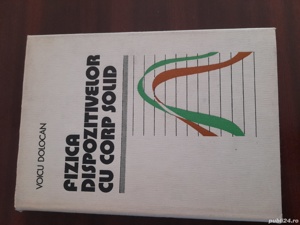 VOICU DOLOCAN
FIZICA
DISPOZITIVELOR
CU CORP SOLID
publi24.ro